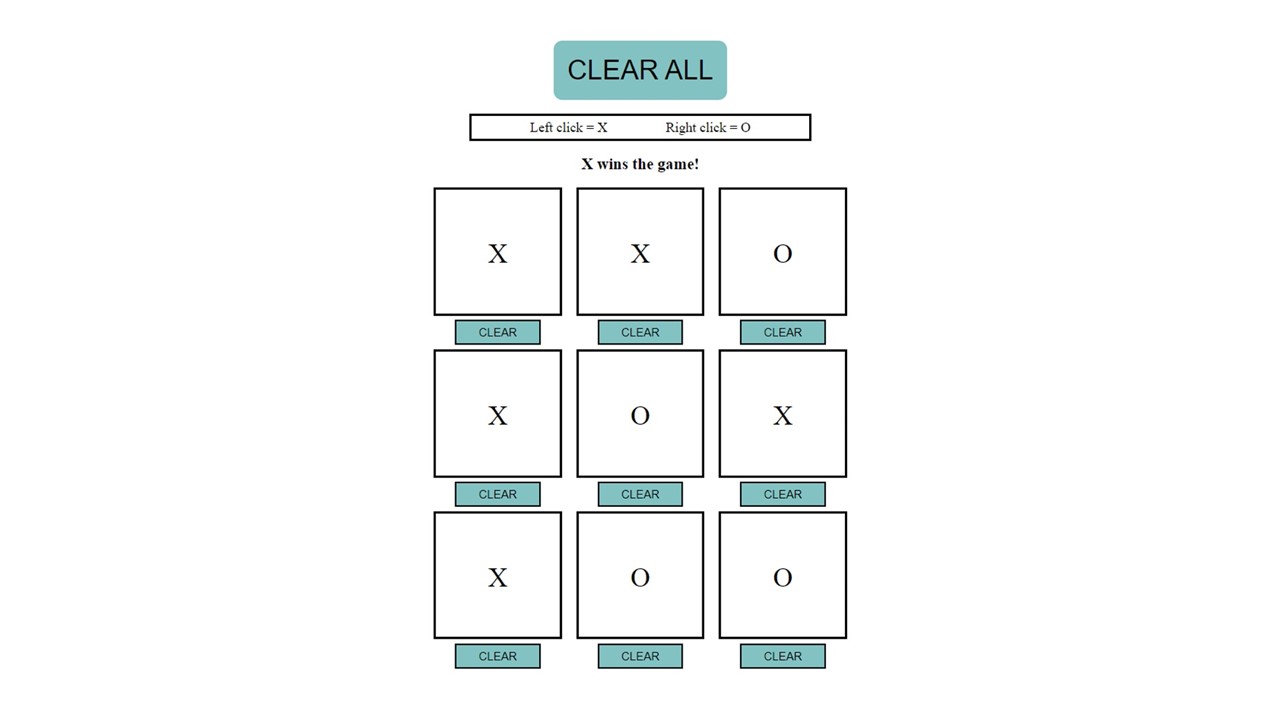 CLEAR ALL
Left click = X Right click = O
X wins the game!
X X O
CLEAR CLEAR CLEAR
X O X
CLEAR CLEAR CLEAR
X O O
CLEAR CLEAR CLEAR